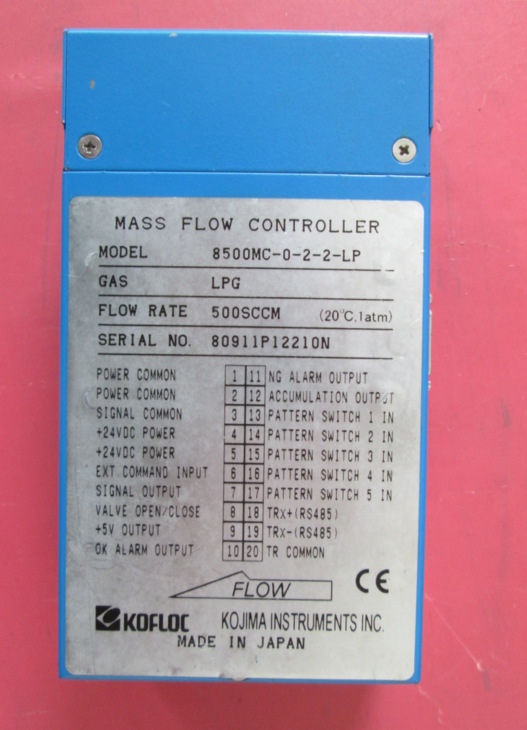 MASS FLOW CONTROLLER
MODEL 8500MC-0-2-2-LP
GAS LPG
FLOW RATE 500SCCM (20℃,1atm)
SERIAL NO. 80911P12210N
POWER COMMON 1 11 NG ALARM OUTPUT
POWER COMMON 2 12 ACCUMULATION OUTPUT
SIGNAL COMMON 3 13 PATTERN SWITCH 1 IN
+24VDC POWER 4 14 PATTERN SWITCH 2 IN
+24VDC POWER 5 15 PATTERN SWITCH 3 IN
EXT.COMMAND INPUT 6 16 PATTERN SWITCH 4 IN
SIGNAL OUTPUT 7 17 PATTERN SWITCH 5 IN
VALVE OPEN/CLOSE 8 18 TRx+(RS485)
+5V OUTPUT 9 19 TRx-(RS485)
OK ALARM OUTPUT 10 20 TR COMMON
FLOW CE
KOFLOC KOJIMA INSTRUMENTS INC.
MADE IN JAPAN